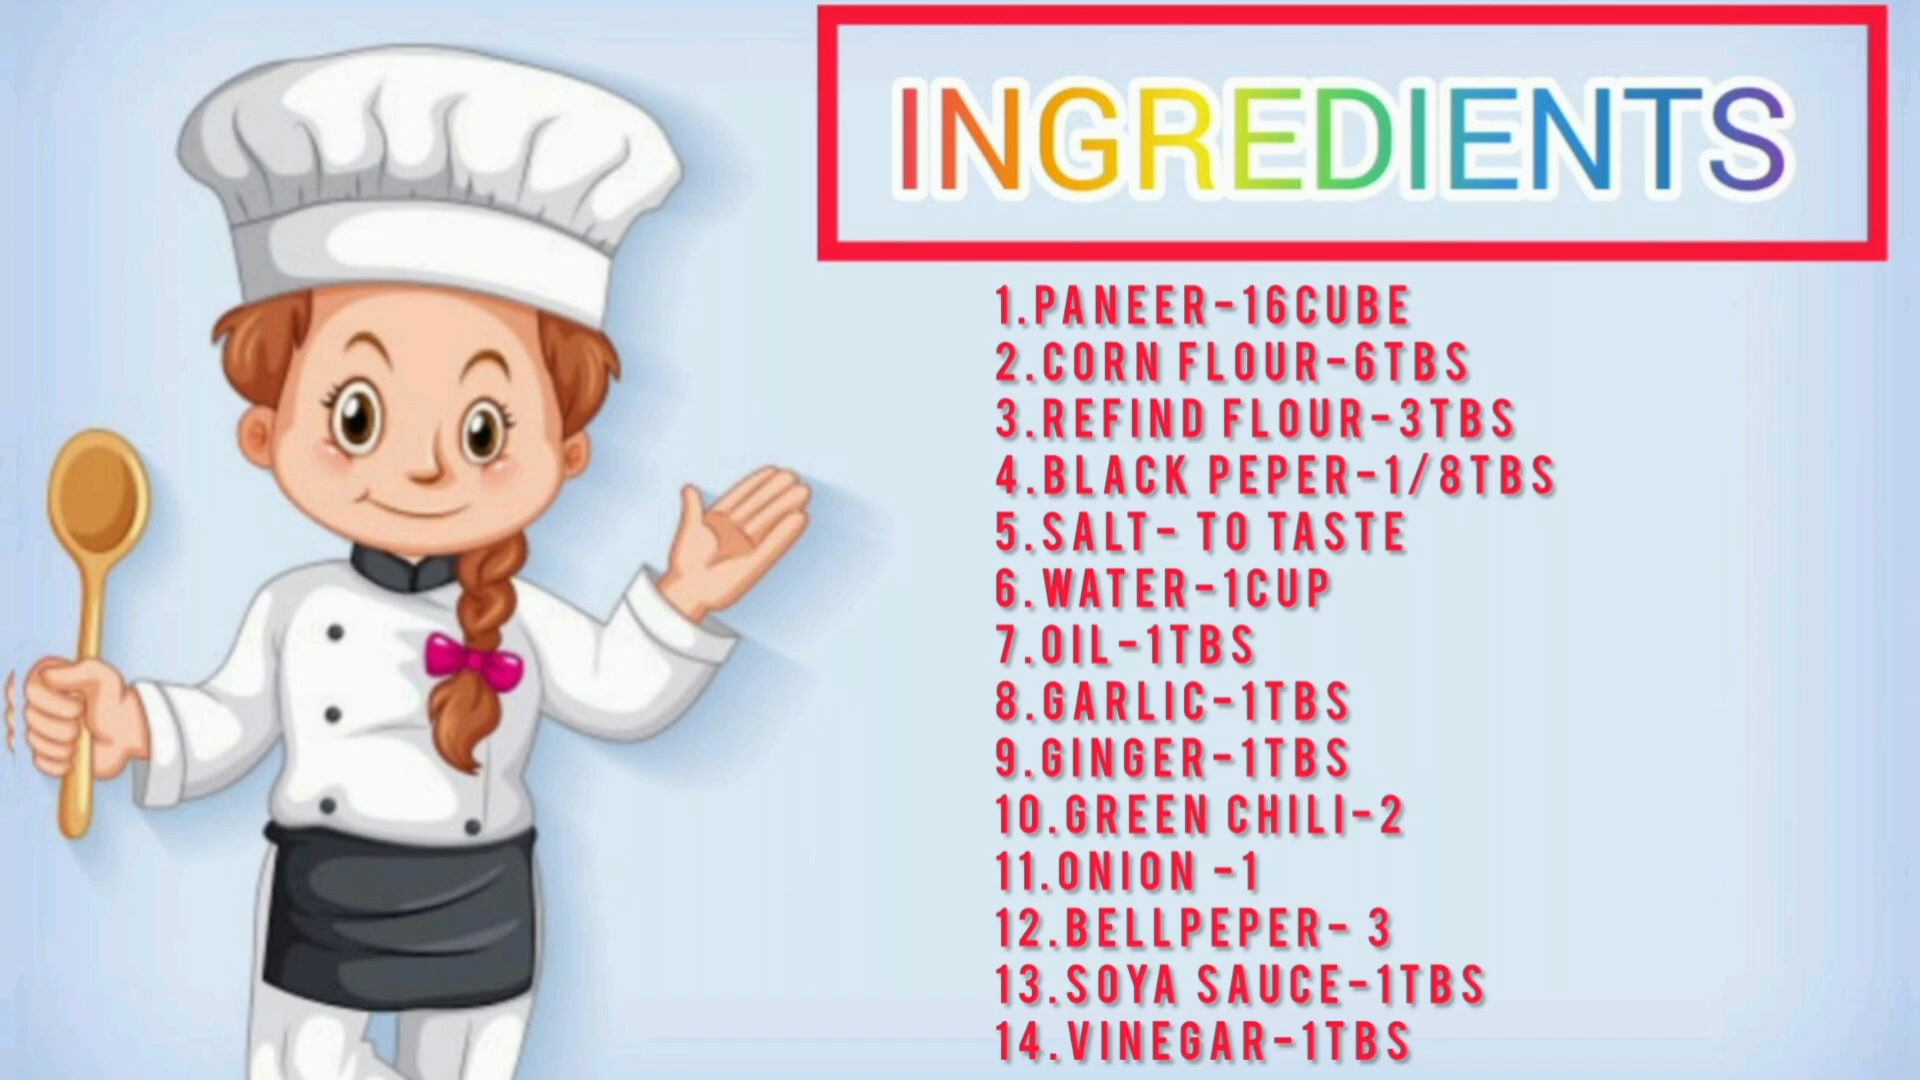 INGREDIENTS
1.PANEER-16CUBE
2.CORN FLOUR-6TBS
3.REFIND FLOUR-3TBS
4.BLACK PEPER-1/8TBS
5.SALT- TO TASTE
6.WATER-1CUP
7.OIL-1TBS
8.GARLIC-1TBS
9.GINGER-1TBS
10.GREEN CHILI-2
11.ONION -1
12.BELLPEPER- 3
13.SOYA SAUCE-1TBS
14.VINEGAR-1TBS